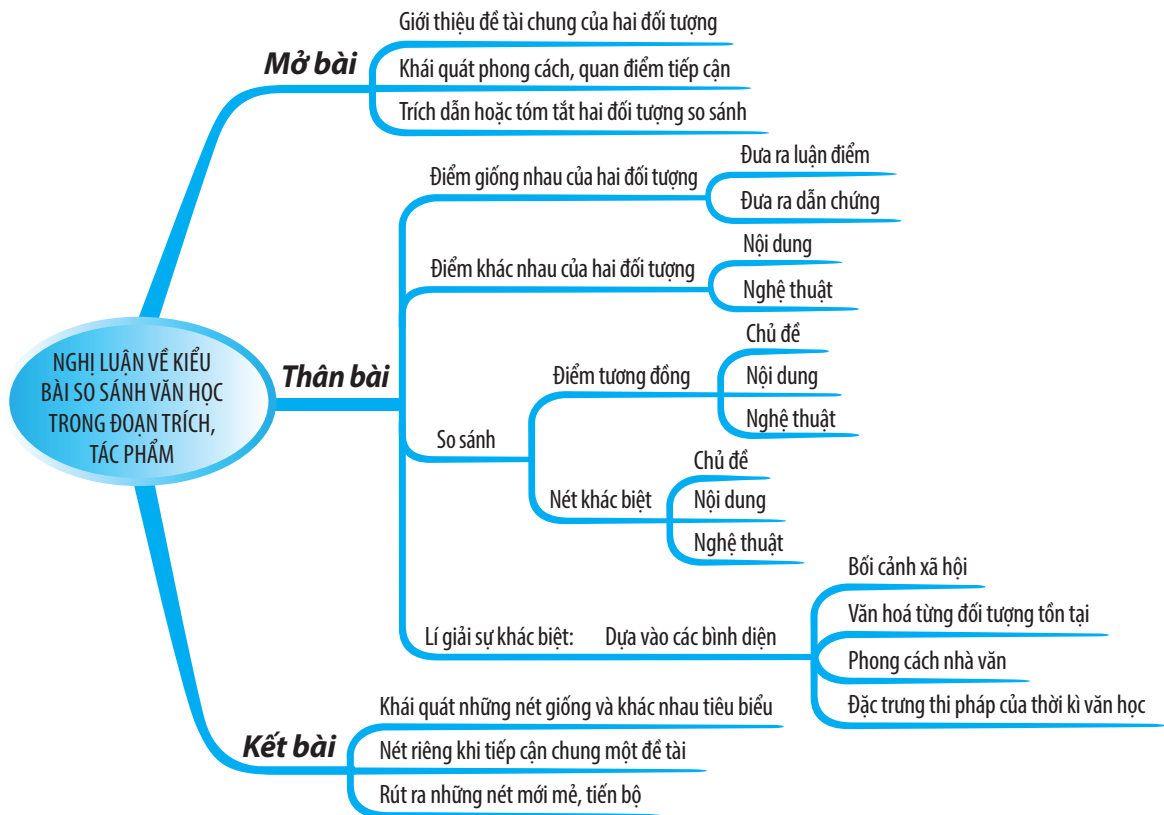 NGHỊ LUẬN VỀ KIỂU
BÀI SO SÁNH VĂN HỌC
TRONG ĐOẠN TRÍCH,
TÁC PHẨM
Mở bài
Giới thiệu đề tài chung của hai đối tượng
Khái quát phong cách, quan điểm tiếp cận
Trích dẫn hoặc tóm tắt hai đối tượng so sánh
Thân bài
Điểm giống nhau của hai đối tượng
Đưa ra luận điểm
Đưa ra dẫn chứng
Điểm khác nhau của hai đối tượng
Nội dung
Nghệ thuật
So sánh
Điểm tương đồng
Chủ đề
Nội dung
Nghệ thuật
Nét khác biệt
Chủ đề
Nội dung
Nghệ thuật
Lí giải sự khác biệt: Dựa vào các bình diện
Bối cảnh xã hội
Văn hoá từng đối tượng tồn tại
Phong cách nhà văn
Đặc trưng thi pháp của thời kì văn học
Kết bài
Khái quát những nét giống và khác nhau tiêu biểu
Nét riêng khi tiếp cận chung một đề tài
Rút ra những nét mới mẻ, tiến bộ